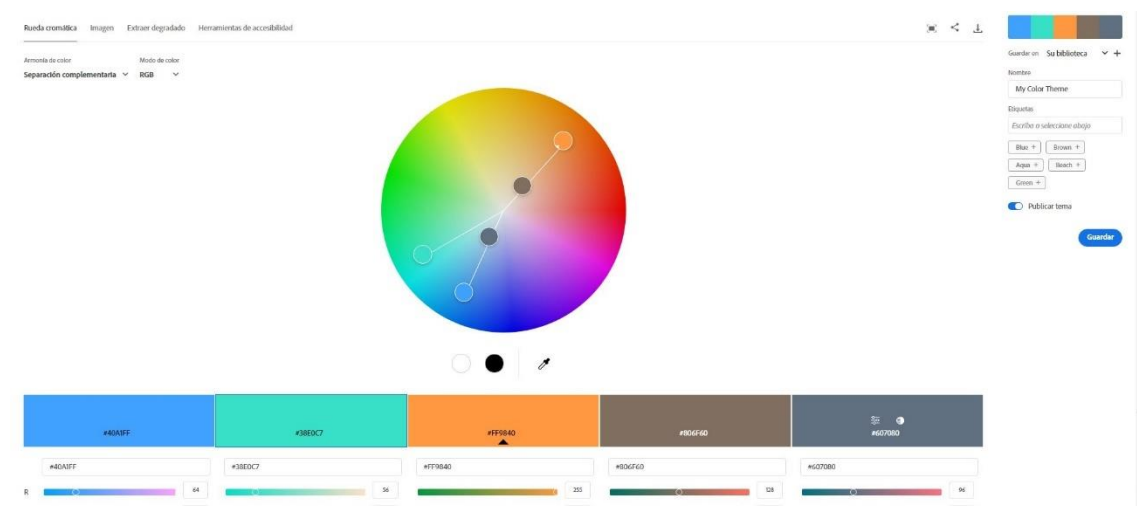 Rueda cromática Imagen Extraer degradado Herramientas de accesibilidad
Armonía de color Modo de color
Separación complementaria RGB
Guardar en Su biblioteca +
Nombre
My Color Theme
Etiquetas
Escriba o seleccione abajo
Blue + Brown +
Aqua + Beach +
Green +
Publicar tema
Guardar
#40A1FF #38E0C7 #FF9840 #806F60 #607080
#40A1FF #38E0C7 #FF9840 #806F60 #607080
R 64 56 255 128 96